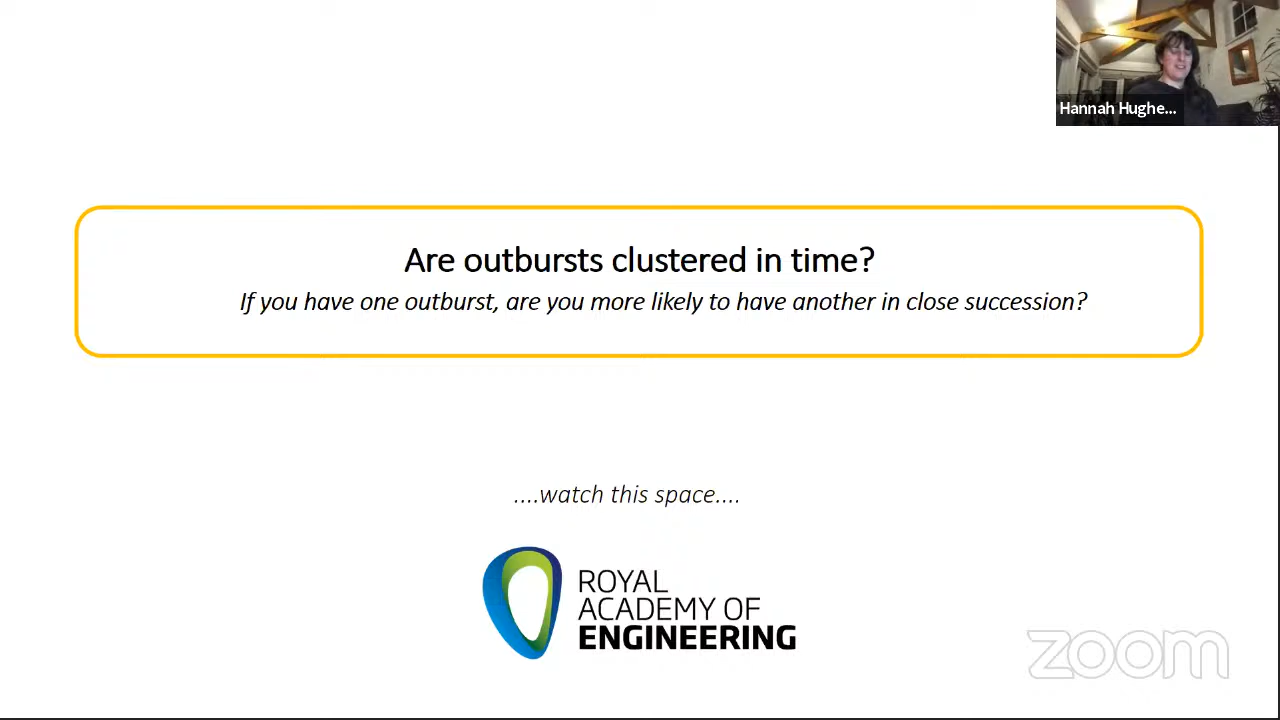 Hannah Hughe...
Are outbursts clustered in time?
If you have one outburst, are you more likely to have another in close succession?
....watch this space....
ROYAL
ACADEMY OF
ENGINEERING
zoom